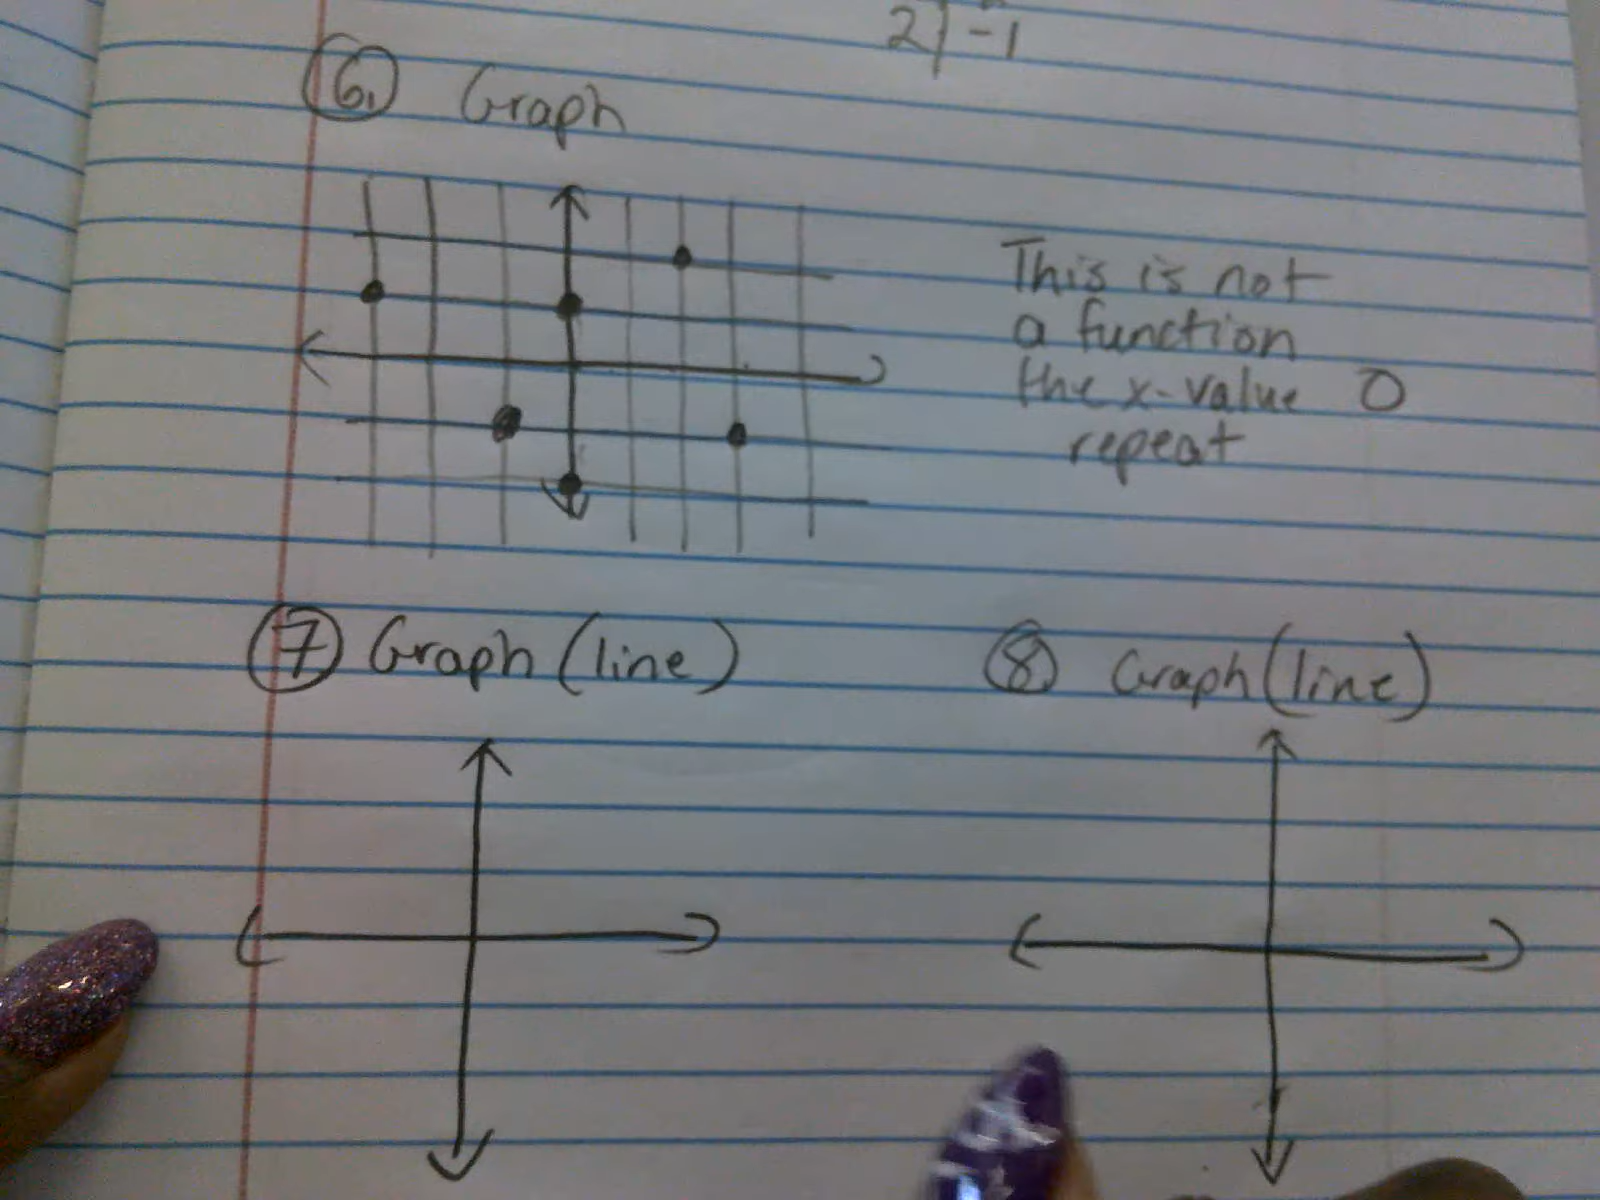 2 | -1
6. Graph
This is not
a function
the x-value 0
repeat
7 Graph (line)
8 Graph (line)